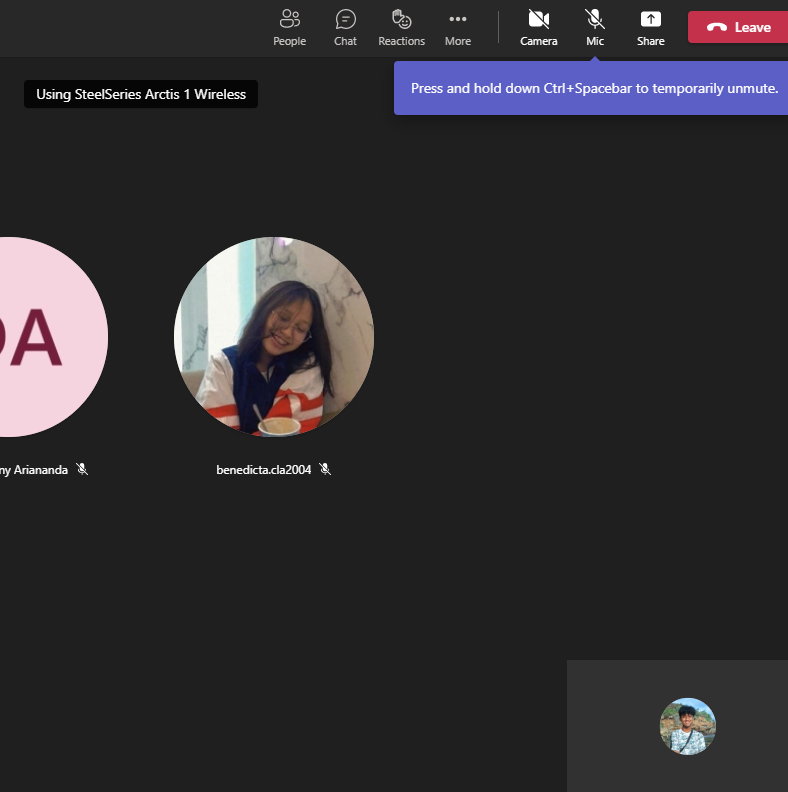 People
Chat
Reactions
More
Camera
Mic
Share
Leave
Using SteelSeries Arctis 1 Wireless
Press and hold down Ctrl+Spacebar to temporarily unmute.
DA
ny Ariananda
benedicta.cla2004